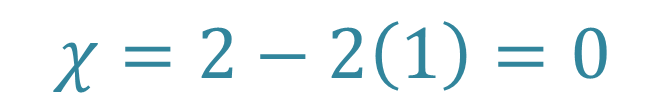 χ = 2 − 2(1) = 0